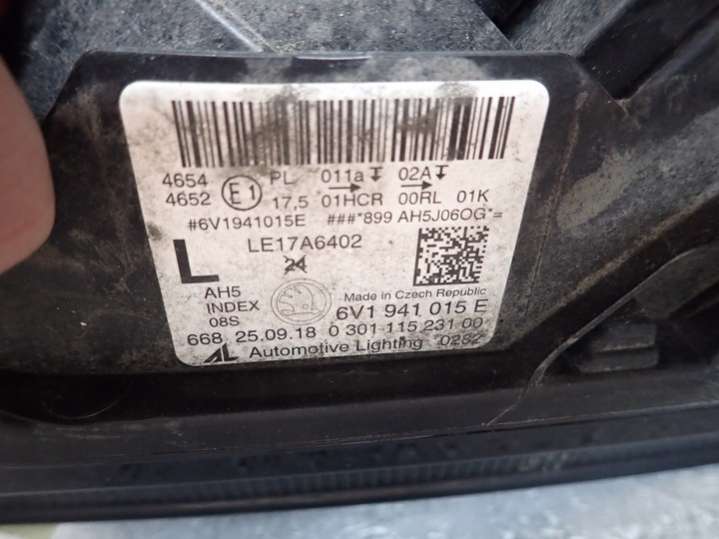 4654 E1 PL 011a 02A
4652 17,5 01HCR 00RL 01K
#6V1941015E ###*899 AH5J06OG*=
L LE17A6402
24
AH5 Made in Czech Republic
INDEX 6V1 941 015 E
08S
668 25.09.18 0 301 115 231 00
AL Automotive Lighting 0282